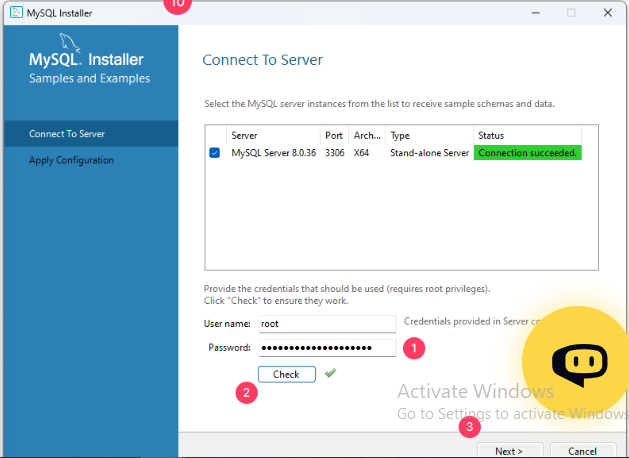 MySQL Installer
10
MySQL. Installer
Samples and Examples
Connect To Server
Apply Configuration
Connect To Server
Select the MySQL server instances from the list to receive sample schemas and data.
Server Port Arch... Type Status
MySQL Server 8.0.36 3306 X64 Stand-alone Server Connection succeeded.
Provide the credentials that should be used (requires root privileges).
Click "Check" to ensure they work.
User name: root Credentials provided in Server
Password: 1
Check
2
Activate Windows
Go to Settings to activate Windows
3
Next > Cancel